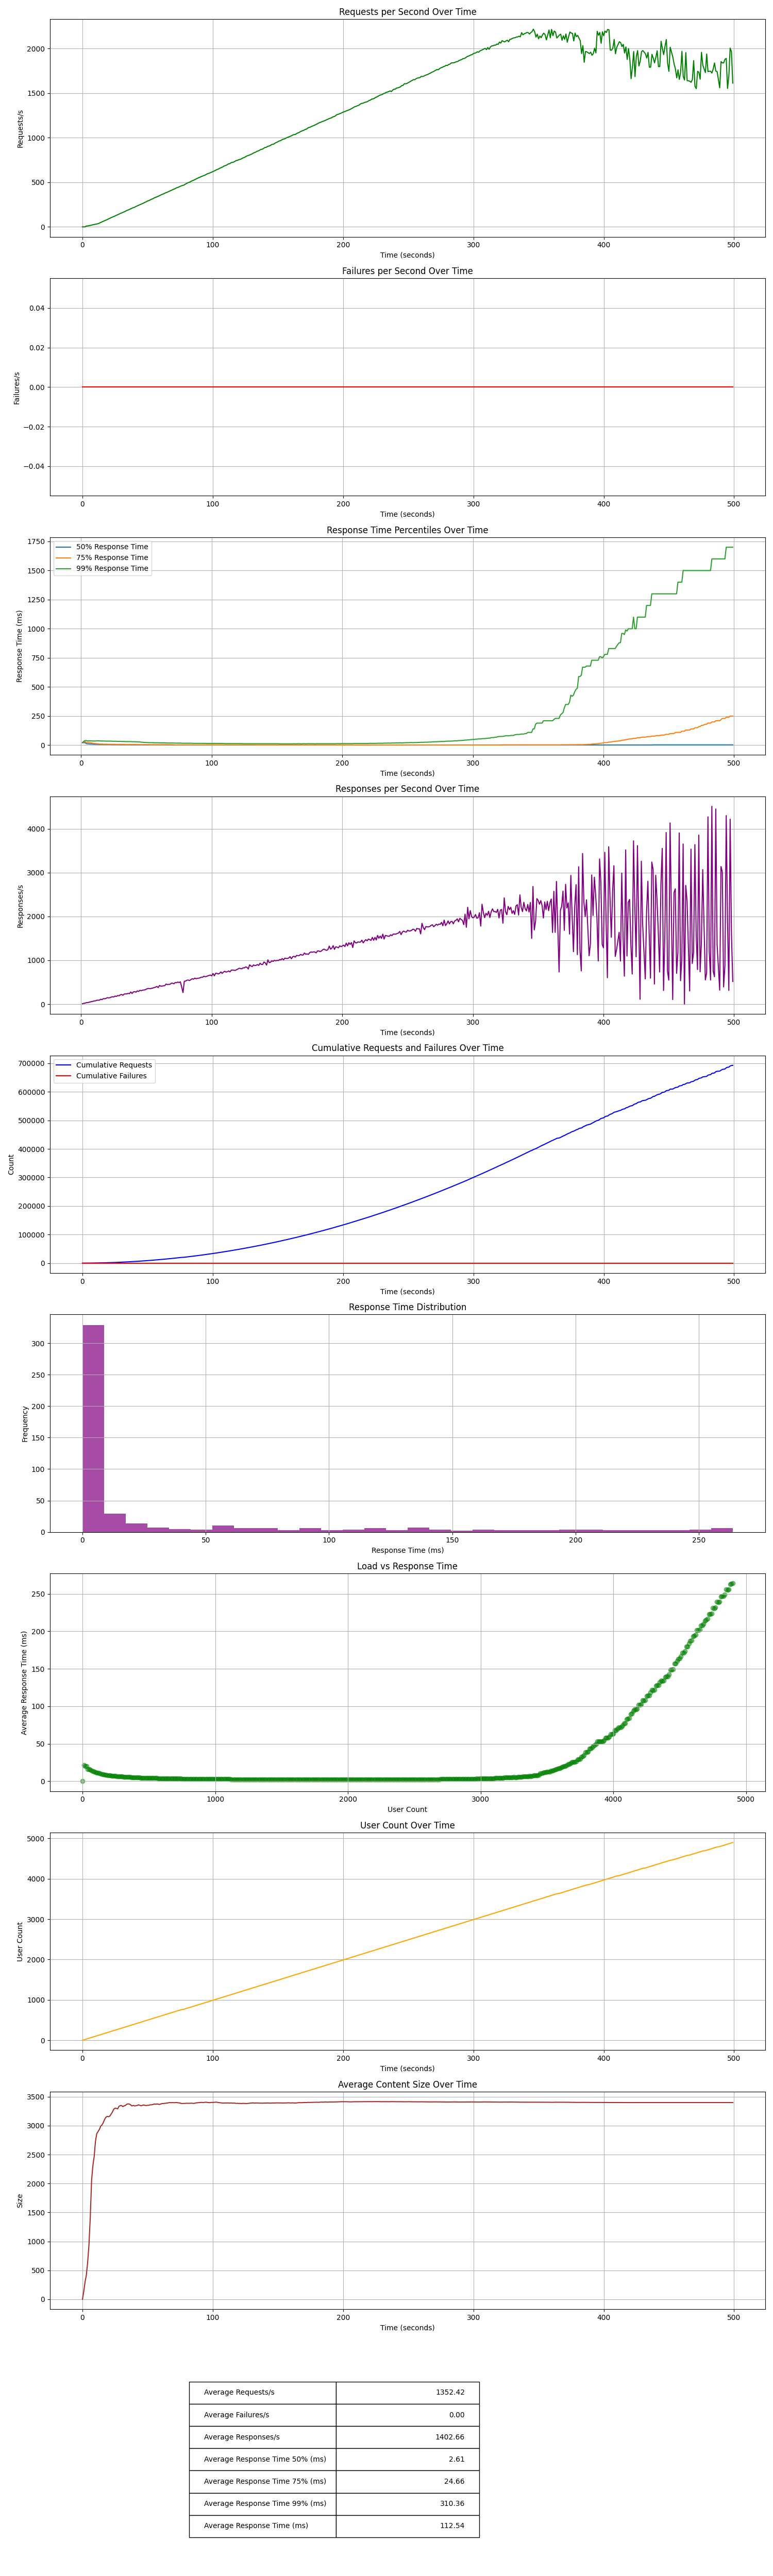 Requests per Second Over Time
2000
1500
1000
500
0
Requests/s
0 100 200 300 400 500
Time (seconds)
Failures per Second Over Time
0.04
0.02
0.00
−0.02
−0.04
Failures/s
0 100 200 300 400 500
Time (seconds)
Response Time Percentiles Over Time
50% Response Time
75% Response Time
99% Response Time
1750
1500
1250
1000
750
500
250
0
Response Time (ms)
0 100 200 300 400 500
Time (seconds)
Responses per Second Over Time
4000
3000
2000
1000
0
Responses/s
0 100 200 300 400 500
Time (seconds)
Cumulative Requests and Failures Over Time
Cumulative Requests
Cumulative Failures
700000
600000
500000
400000
300000
200000
100000
0
Count
0 100 200 300 400 500
Time (seconds)
Response Time Distribution
300
250
200
150
100
50
0
Frequency
0 50 100 150 200 250
Response Time (ms)
Load vs Response Time
250
200
150
100
50
0
Average Response Time (ms)
0 1000 2000 3000 4000 5000
User Count
User Count Over Time
5000
4000
3000
2000
1000
0
User Count
0 100 200 300 400 500
Time (seconds)
Average Content Size Over Time
3500
3000
2500
2000
1500
1000
500
0
Size
0 100 200 300 400 500
Time (seconds)
Average Requests/s 1352.42
Average Failures/s 0.00
Average Responses/s 1402.66
Average Response Time 50% (ms) 2.61
Average Response Time 75% (ms) 24.66
Average Response Time 99% (ms) 310.36
Average Response Time (ms) 112.54